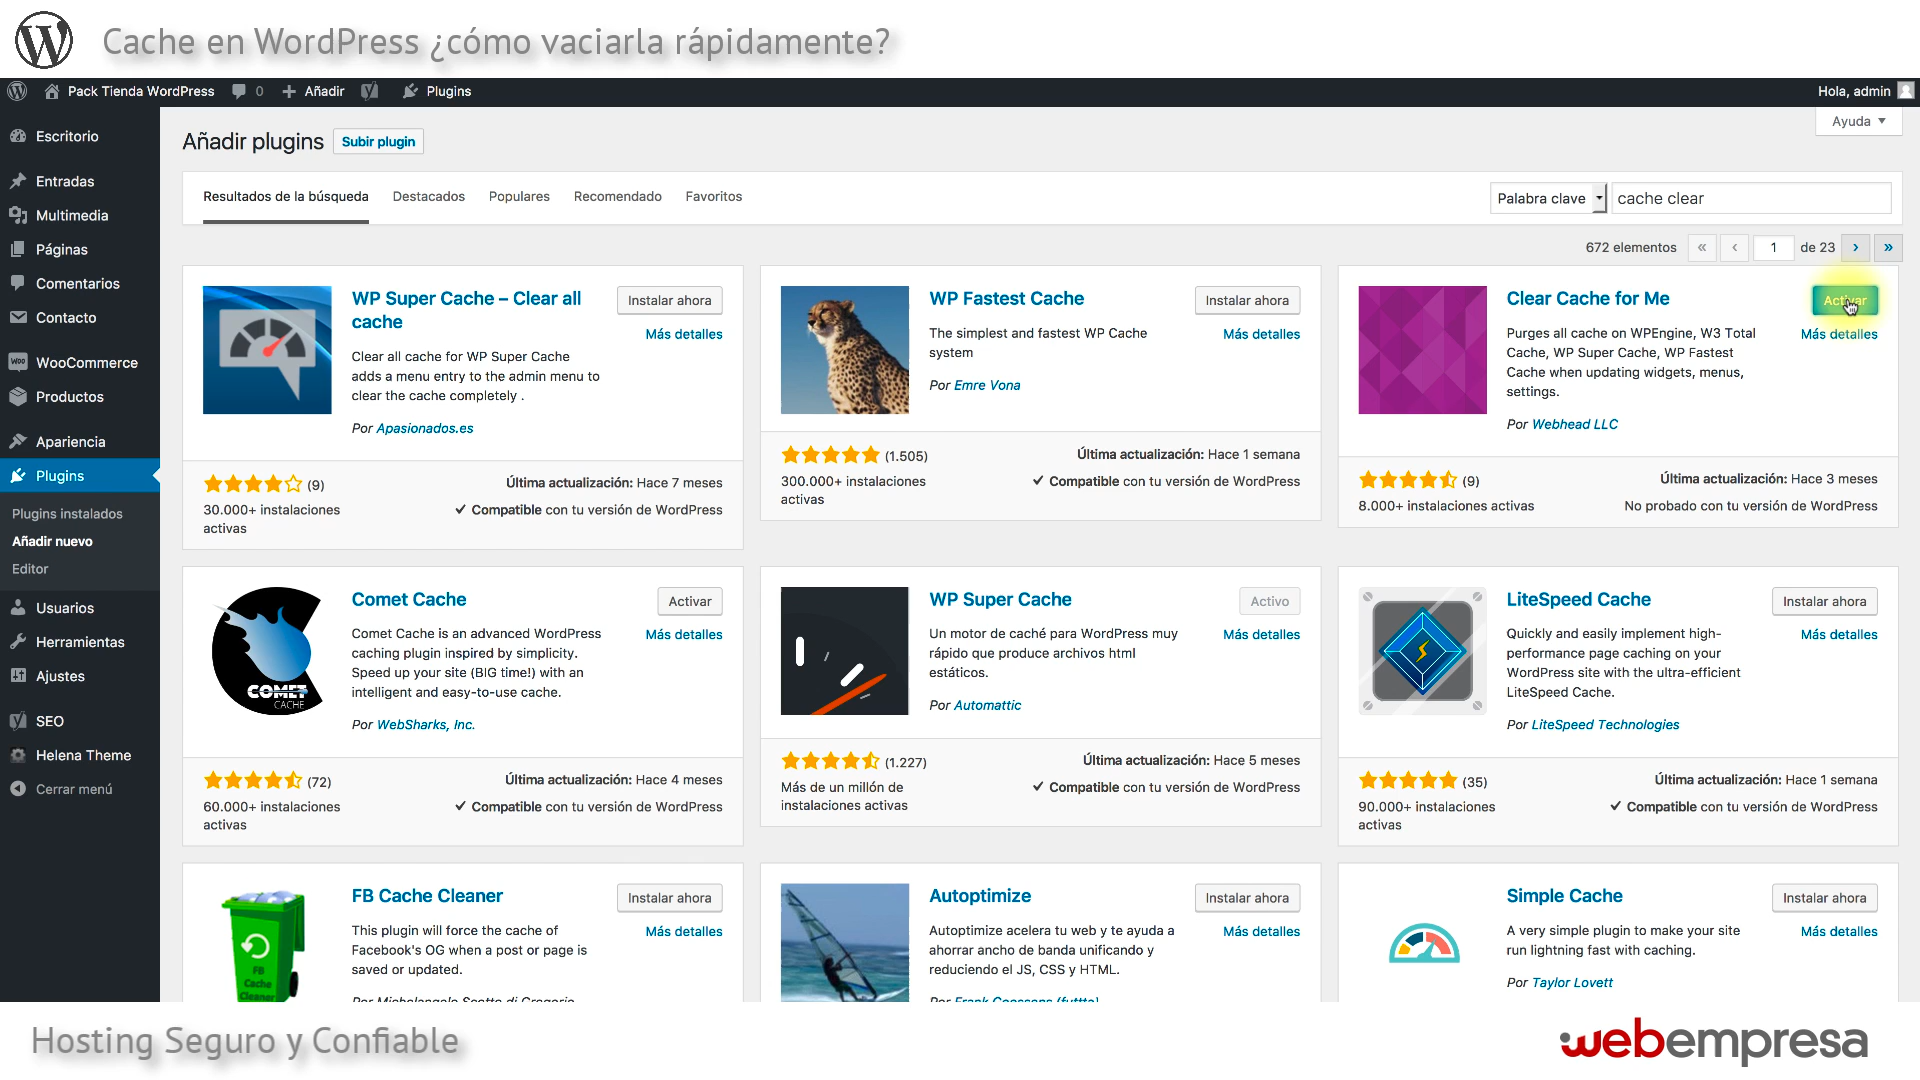 Cache en WordPress ¿cómo vaciarla rápidamente?
Pack Tienda WordPress 0 Añadir Plugins Hola, admin
Ayuda
Escritorio
Entradas
Multimedia
Páginas
Comentarios
Contacto
WooCommerce
Productos
Apariencia
Plugins
Plugins instalados
Añadir nuevo
Editor
Usuarios
Herramientas
Ajustes
SEO
Helena Theme
Cerrar menú
Añadir plugins Subir plugin
Resultados de la búsqueda Destacados Populares Recomendado Favoritos Palabra clave cache clear
672 elementos « ‹ 1 de 23 › »
WP Super Cache – Clear all
cache
Instalar ahora
Más detalles
Clear all cache for WP Super Cache
adds a menu entry to the admin menu to
clear the cache completely .
Por Apasionados.es
(9)
30.000+ instalaciones
activas
Última actualización: Hace 7 meses
✓ Compatible con tu versión de WordPress
WP Fastest Cache
Instalar ahora
Más detalles
The simplest and fastest WP Cache
system
Por Emre Vona
(1.505)
300.000+ instalaciones
activas
Última actualización: Hace 1 semana
✓ Compatible con tu versión de WordPress
Clear Cache for Me
Activar
Más detalles
Purges all cache on WPEngine, W3 Total
Cache, WP Super Cache, WP Fastest
Cache when updating widgets, menus,
settings.
Por Webhead LLC
(9)
8.000+ instalaciones activas
Última actualización: Hace 3 meses
No probado con tu versión de WordPress
COMET
CACHE
Comet Cache
Activar
Más detalles
Comet Cache is an advanced WordPress
caching plugin inspired by simplicity.
Speed up your site (BIG time!) with an
intelligent and easy-to-use cache.
Por WebSharks, Inc.
(72)
60.000+ instalaciones
activas
Última actualización: Hace 4 meses
✓ Compatible con tu versión de WordPress
WP Super Cache
Activo
Más detalles
Un motor de caché para WordPress muy
rápido que produce archivos html
estáticos.
Por Automattic
(1.227)
Más de un millón de
instalaciones activas
Última actualización: Hace 5 meses
✓ Compatible con tu versión de WordPress
LiteSpeed Cache
Instalar ahora
Más detalles
Quickly and easily implement high-
performance page caching on your
WordPress site with the ultra-efficient
LiteSpeed Cache.
Por LiteSpeed Technologies
(35)
90.000+ instalaciones
activas
Última actualización: Hace 1 semana
✓ Compatible con tu versión de WordPress
FB
Cache
Cleaner
FB Cache Cleaner
Instalar ahora
Más detalles
This plugin will force the cache of
Facebook's OG when a post or page is
saved or updated.
Por Michelangelo Scotto di Gregorio
Autoptimize
Instalar ahora
Más detalles
Autoptimize acelera tu web y te ayuda a
ahorrar ancho de banda unificando y
reduciendo el JS, CSS y HTML.
Por Frank Goossens (futtta)
Simple Cache
Instalar ahora
Más detalles
A very simple plugin to make your site
run lightning fast with caching.
Por Taylor Lovett
Hosting Seguro y Confiable
webempresa